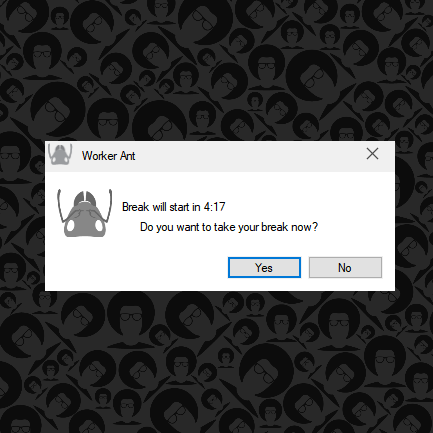 Worker Ant
Break will start in 4:17
Do you want to take your break now?
Yes
No